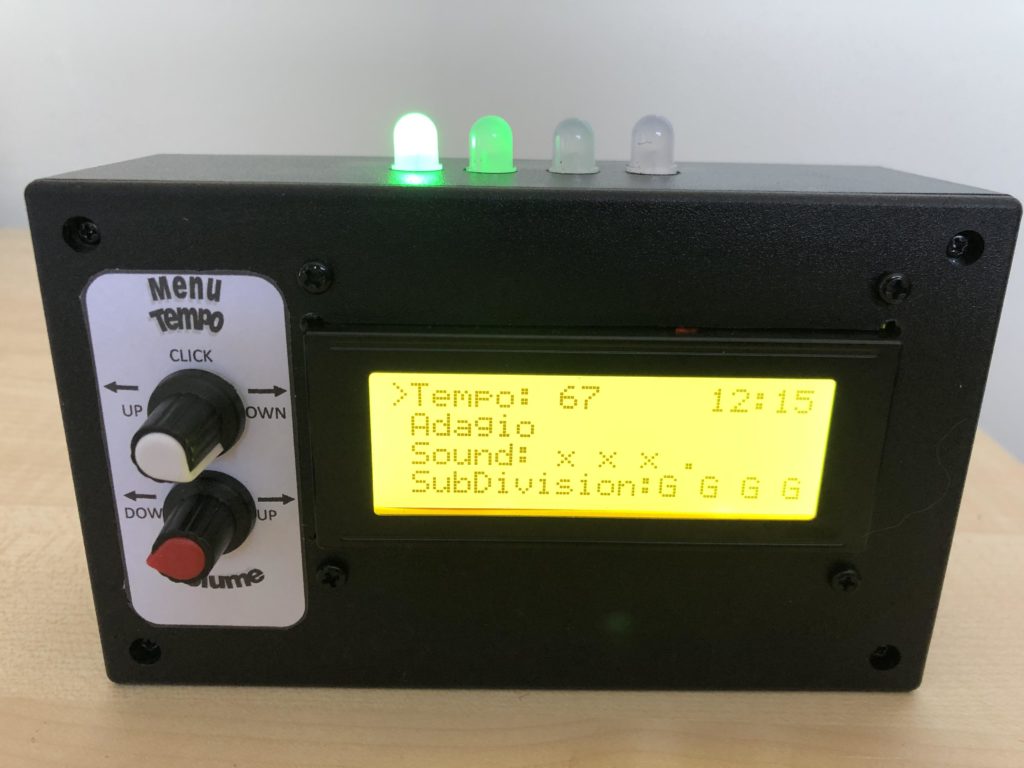 Menu
Tempo
CLICK
UP OWN
DOW UP
olume
>Tempo: 67 12:15
Adagio
Sound: x x x .
SubDivision:G G G G